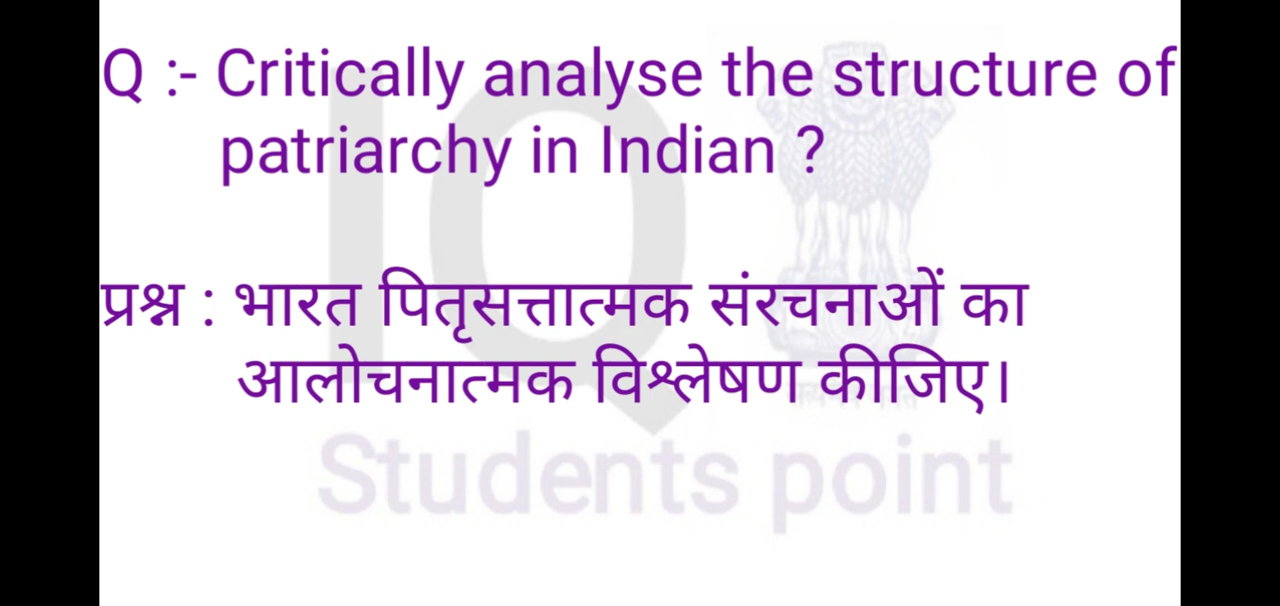 Q :- Critically analyse the structure of
patriarchy in Indian ?
प्रश्न : भारत पितृसत्तात्मक संरचनाओं का
आलोचनात्मक विश्लेषण कीजिए।
IQ
Students point